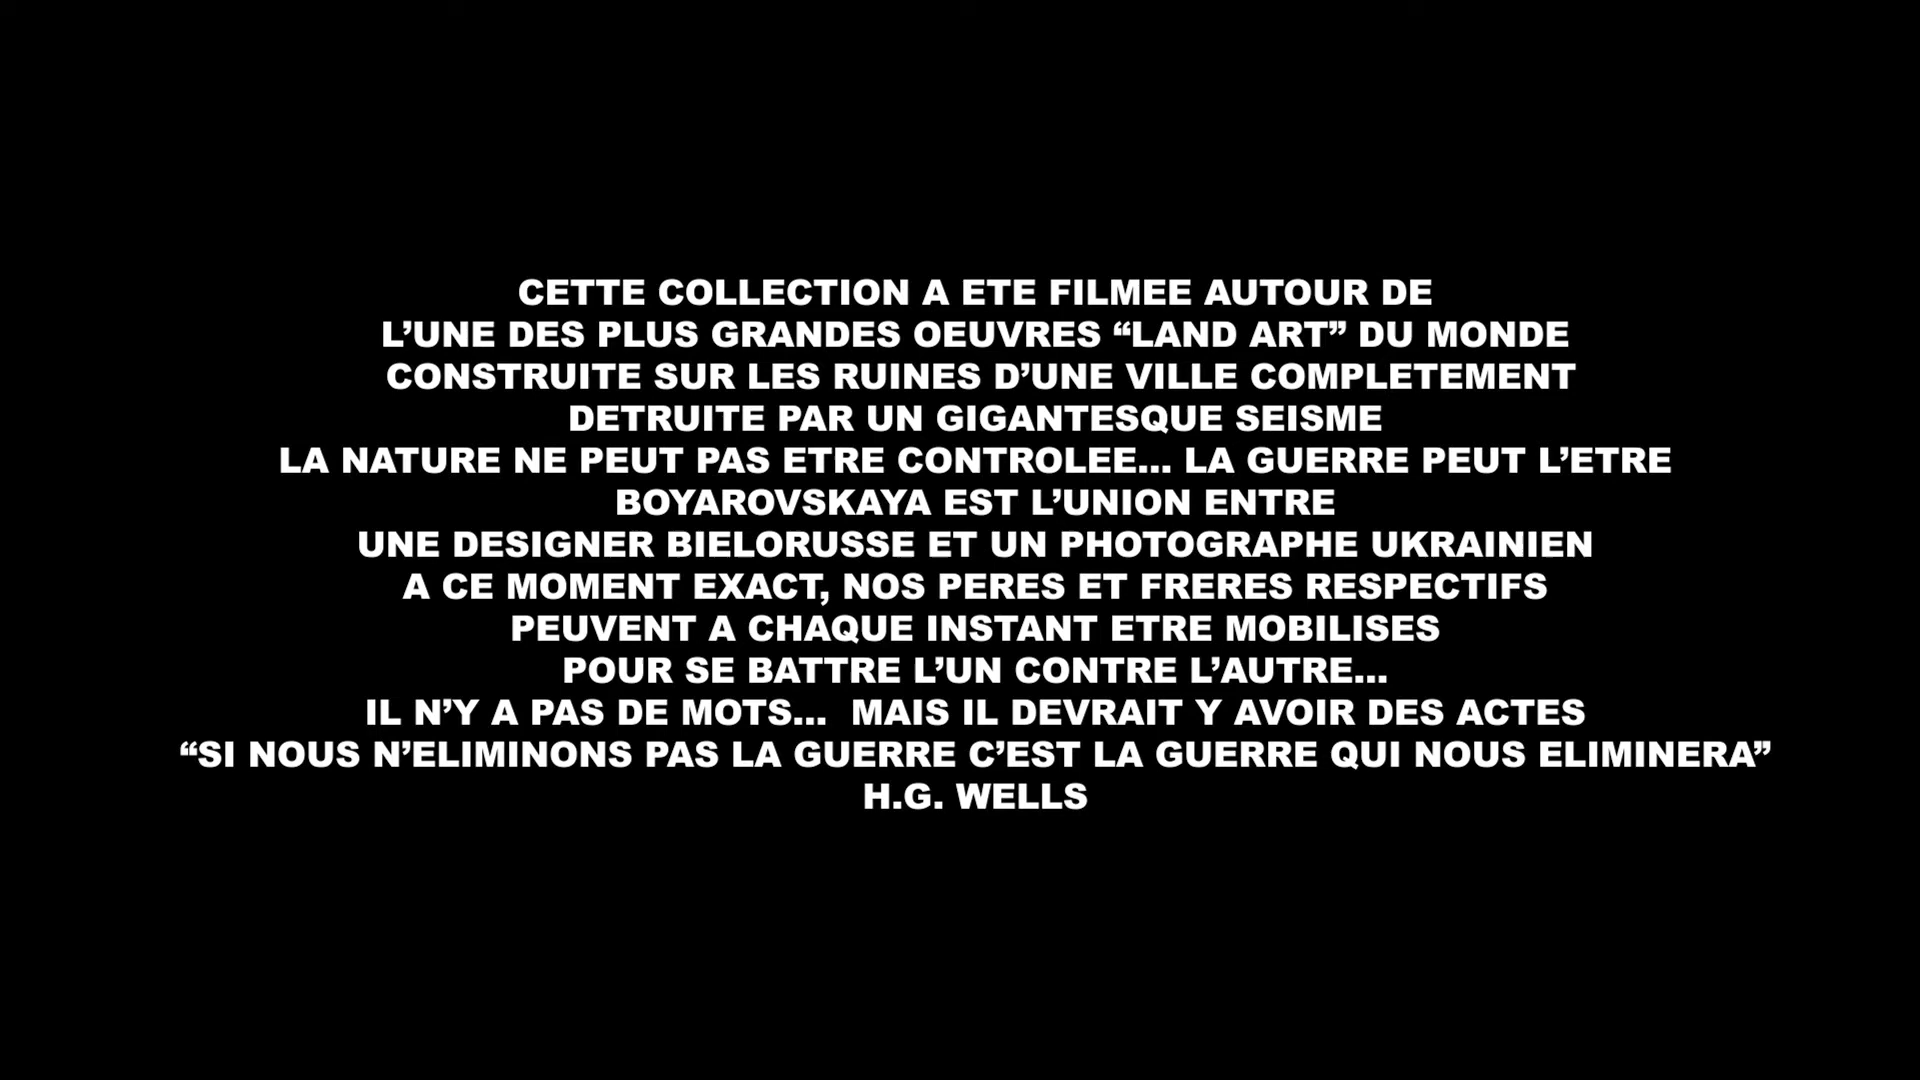 CETTE COLLECTION A ETE FILMEE AUTOUR DE
L’UNE DES PLUS GRANDES OEUVRES “LAND ART” DU MONDE
CONSTRUITE SUR LES RUINES D’UNE VILLE COMPLETEMENT
DETRUITE PAR UN GIGANTESQUE SEISME
LA NATURE NE PEUT PAS ETRE CONTROLEE... LA GUERRE PEUT L’ETRE
BOYAROVSKAYA EST L’UNION ENTRE
UNE DESIGNER BIELORUSSE ET UN PHOTOGRAPHE UKRAINIEN
A CE MOMENT EXACT, NOS PERES ET FRERES RESPECTIFS
PEUVENT A CHAQUE INSTANT ETRE MOBILISES
POUR SE BATTRE L’UN CONTRE L’AUTRE...
IL N’Y A PAS DE MOTS...  MAIS IL DEVRAIT Y AVOIR DES ACTES
“SI NOUS N’ELIMINONS PAS LA GUERRE C’EST LA GUERRE QUI NOUS ELIMINERA”
H.G. WELLS